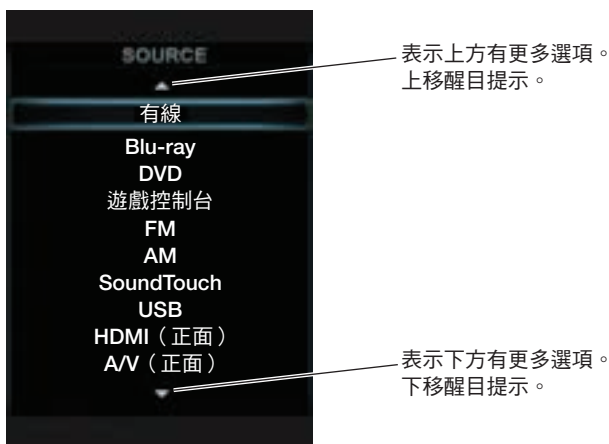 SOURCE
有線
Blu-ray
DVD
遊戲控制台
FM
AM
SoundTouch
USB
HDMI（正面）
A/V（正面）
表示上方有更多選項。
上移醒目提示。
表示下方有更多選項。
下移醒目提示。